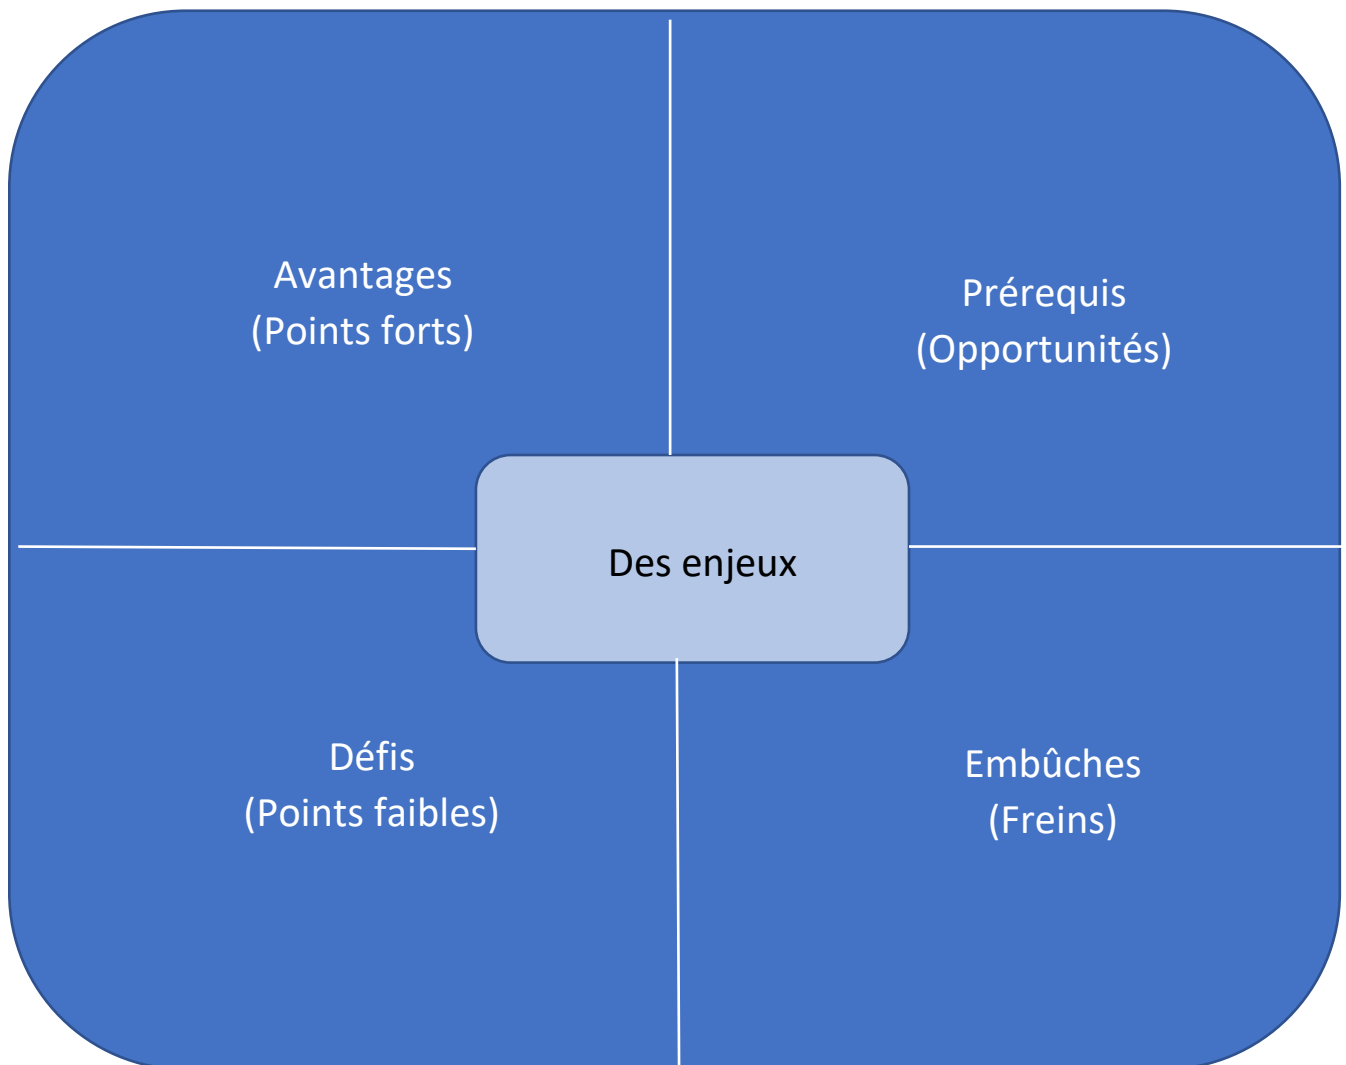 Avantages
(Points forts)
Prérequis
(Opportunités)
Des enjeux
Défis
(Points faibles)
Embûches
(Freins)